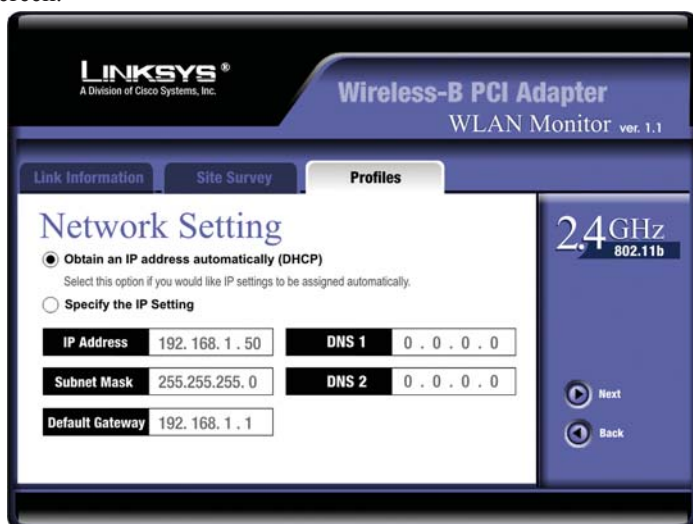 LINKSYS®
A Division of Cisco Systems, Inc.
Wireless-B PCI Adapter
WLAN Monitor ver. 1.1
Link Information Site Survey Profiles
Network Setting
Obtain an IP address automatically (DHCP)
Select this option if you would like IP settings to be assigned automatically.
Specify the IP Setting
IP Address 192. 168. 1 . 50 DNS 1 0 . 0 . 0 . 0
Subnet Mask 255.255.255. 0 DNS 2 0 . 0 . 0 . 0
Default Gateway 192. 168. 1 . 1
2.4GHz
802.11b
Next
Back